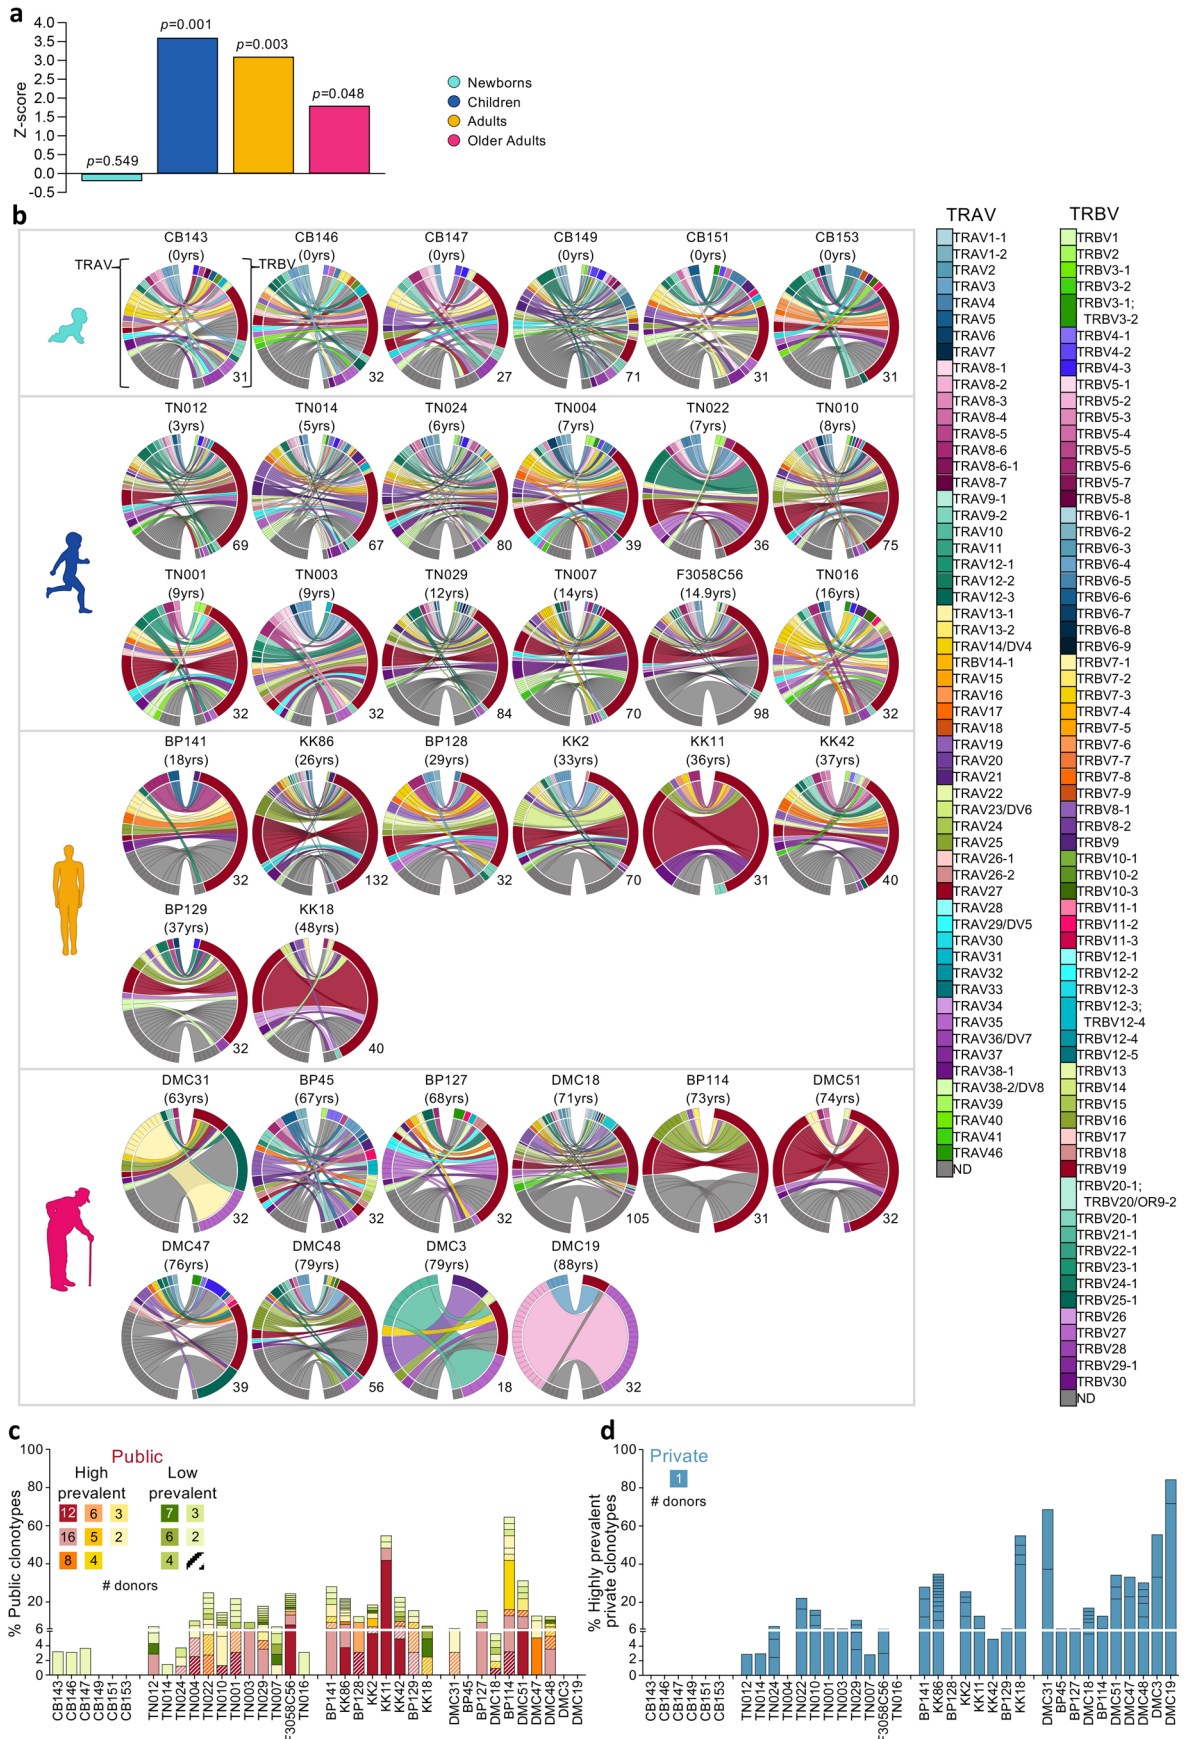 a
4.0
3.5
3.0
2.5
2.0
1.5
1.0
0.5
0.0
-0.5
Z-score
p=0.549
p=0.001
p=0.003
p=0.048
Newborns
Children
Adults
Older Adults
b
TRAV
TRBV
CB143
(0yrs)
31
CB146
(0yrs)
32
CB147
(0yrs)
27
CB149
(0yrs)
71
CB151
(0yrs)
31
CB153
(0yrs)
31
TN012
(3yrs)
69
TN014
(5yrs)
67
TN024
(6yrs)
80
TN004
(7yrs)
39
TN022
(7yrs)
36
TN010
(8yrs)
75
TN001
(9yrs)
32
TN003
(9yrs)
32
TN029
(12yrs)
84
TN007
(14yrs)
70
F3058C56
(14.9yrs)
98
TN016
(16yrs)
32
BP141
(18yrs)
32
KK86
(26yrs)
132
BP128
(29yrs)
32
KK2
(33yrs)
70
KK11
(36yrs)
31
KK42
(37yrs)
40
BP129
(37yrs)
32
KK18
(48yrs)
40
DMC31
(63yrs)
32
BP45
(67yrs)
32
BP127
(68yrs)
32
DMC18
(71yrs)
105
BP114
(73yrs)
31
DMC51
(74yrs)
32
DMC47
(76yrs)
39
DMC48
(79yrs)
56
DMC3
(79yrs)
18
DMC19
(88yrs)
32
TRAV
TRAV1-1
TRAV1-2
TRAV2
TRAV3
TRAV4
TRAV5
TRAV6
TRAV7
TRAV8-1
TRAV8-2
TRAV8-3
TRAV8-4
TRAV8-5
TRAV8-6
TRAV8-6-1
TRAV8-7
TRAV9-1
TRAV9-2
TRAV10
TRAV11
TRAV12-1
TRAV12-2
TRAV12-3
TRAV13-1
TRAV13-2
TRAV14/DV4
TRBV14-1
TRAV15
TRAV16
TRAV17
TRAV18
TRAV19
TRAV20
TRAV21
TRAV22
TRAV23/DV6
TRAV24
TRAV25
TRAV26-1
TRAV26-2
TRAV27
TRAV28
TRAV29/DV5
TRAV30
TRAV31
TRAV32
TRAV33
TRAV34
TRAV35
TRAV36/DV7
TRAV37
TRAV38-1
TRAV38-2/DV8
TRAV39
TRAV40
TRAV41
TRAV46
ND
TRBV
TRBV1
TRBV2
TRBV3-1
TRBV3-2
TRBV3-1;
TRBV3-2
TRBV4-1
TRBV4-2
TRBV4-3
TRBV5-1
TRBV5-2
TRBV5-3
TRBV5-4
TRBV5-5
TRBV5-6
TRBV5-7
TRBV5-8
TRBV6-1
TRBV6-2
TRBV6-3
TRBV6-4
TRBV6-5
TRBV6-6
TRBV6-7
TRBV6-8
TRBV6-9
TRBV7-1
TRBV7-2
TRBV7-3
TRBV7-4
TRBV7-5
TRBV7-6
TRBV7-7
TRBV7-8
TRBV7-9
TRBV8-1
TRBV8-2
TRBV9
TRBV10-1
TRBV10-2
TRBV10-3
TRBV11-1
TRBV11-2
TRBV11-3
TRBV12-1
TRBV12-2
TRBV12-3
TRBV12-3;
TRBV12-4
TRBV12-4
TRBV12-5
TRBV13
TRBV14
TRBV15
TRBV16
TRBV17
TRBV18
TRBV19
TRBV20-1;
TRBV20/OR9-2
TRBV20-1
TRBV21-1
TRBV22-1
TRBV23-1
TRBV24-1
TRBV25-1
TRBV26
TRBV27
TRBV28
TRBV29-1
TRBV30
ND
c
% Public clonotypes
100
80
60
40
20
6
4
2
0
Public
High
prevalent
Low
prevalent
12 6 3 7 3
16 5 2 6 2
8 4 4
# donors
CB143
CB146
CB147
CB149
CB151
CB153
TN012
TN014
TN024
TN004
TN022
TN010
TN001
TN003
TN029
TN007
F3058C56
TN016
BP141
KK86
BP128
KK2
KK11
KK42
BP129
KK18
DMC31
BP45
BP127
DMC18
BP114
DMC51
DMC47
DMC48
DMC3
DMC19
d
% Highly prevalent
private clonotypes
100
80
60
40
20
6
4
2
0
Private
1
# donors
CB143
CB146
CB147
CB149
CB151
CB153
TN012
TN014
TN024
TN004
TN022
TN010
TN001
TN003
TN029
TN007
F3058C56
TN016
BP141
KK86
BP128
KK2
KK11
KK42
BP129
KK18
DMC31
BP45
BP127
DMC18
BP114
DMC51
DMC47
DMC48
DMC3
DMC19